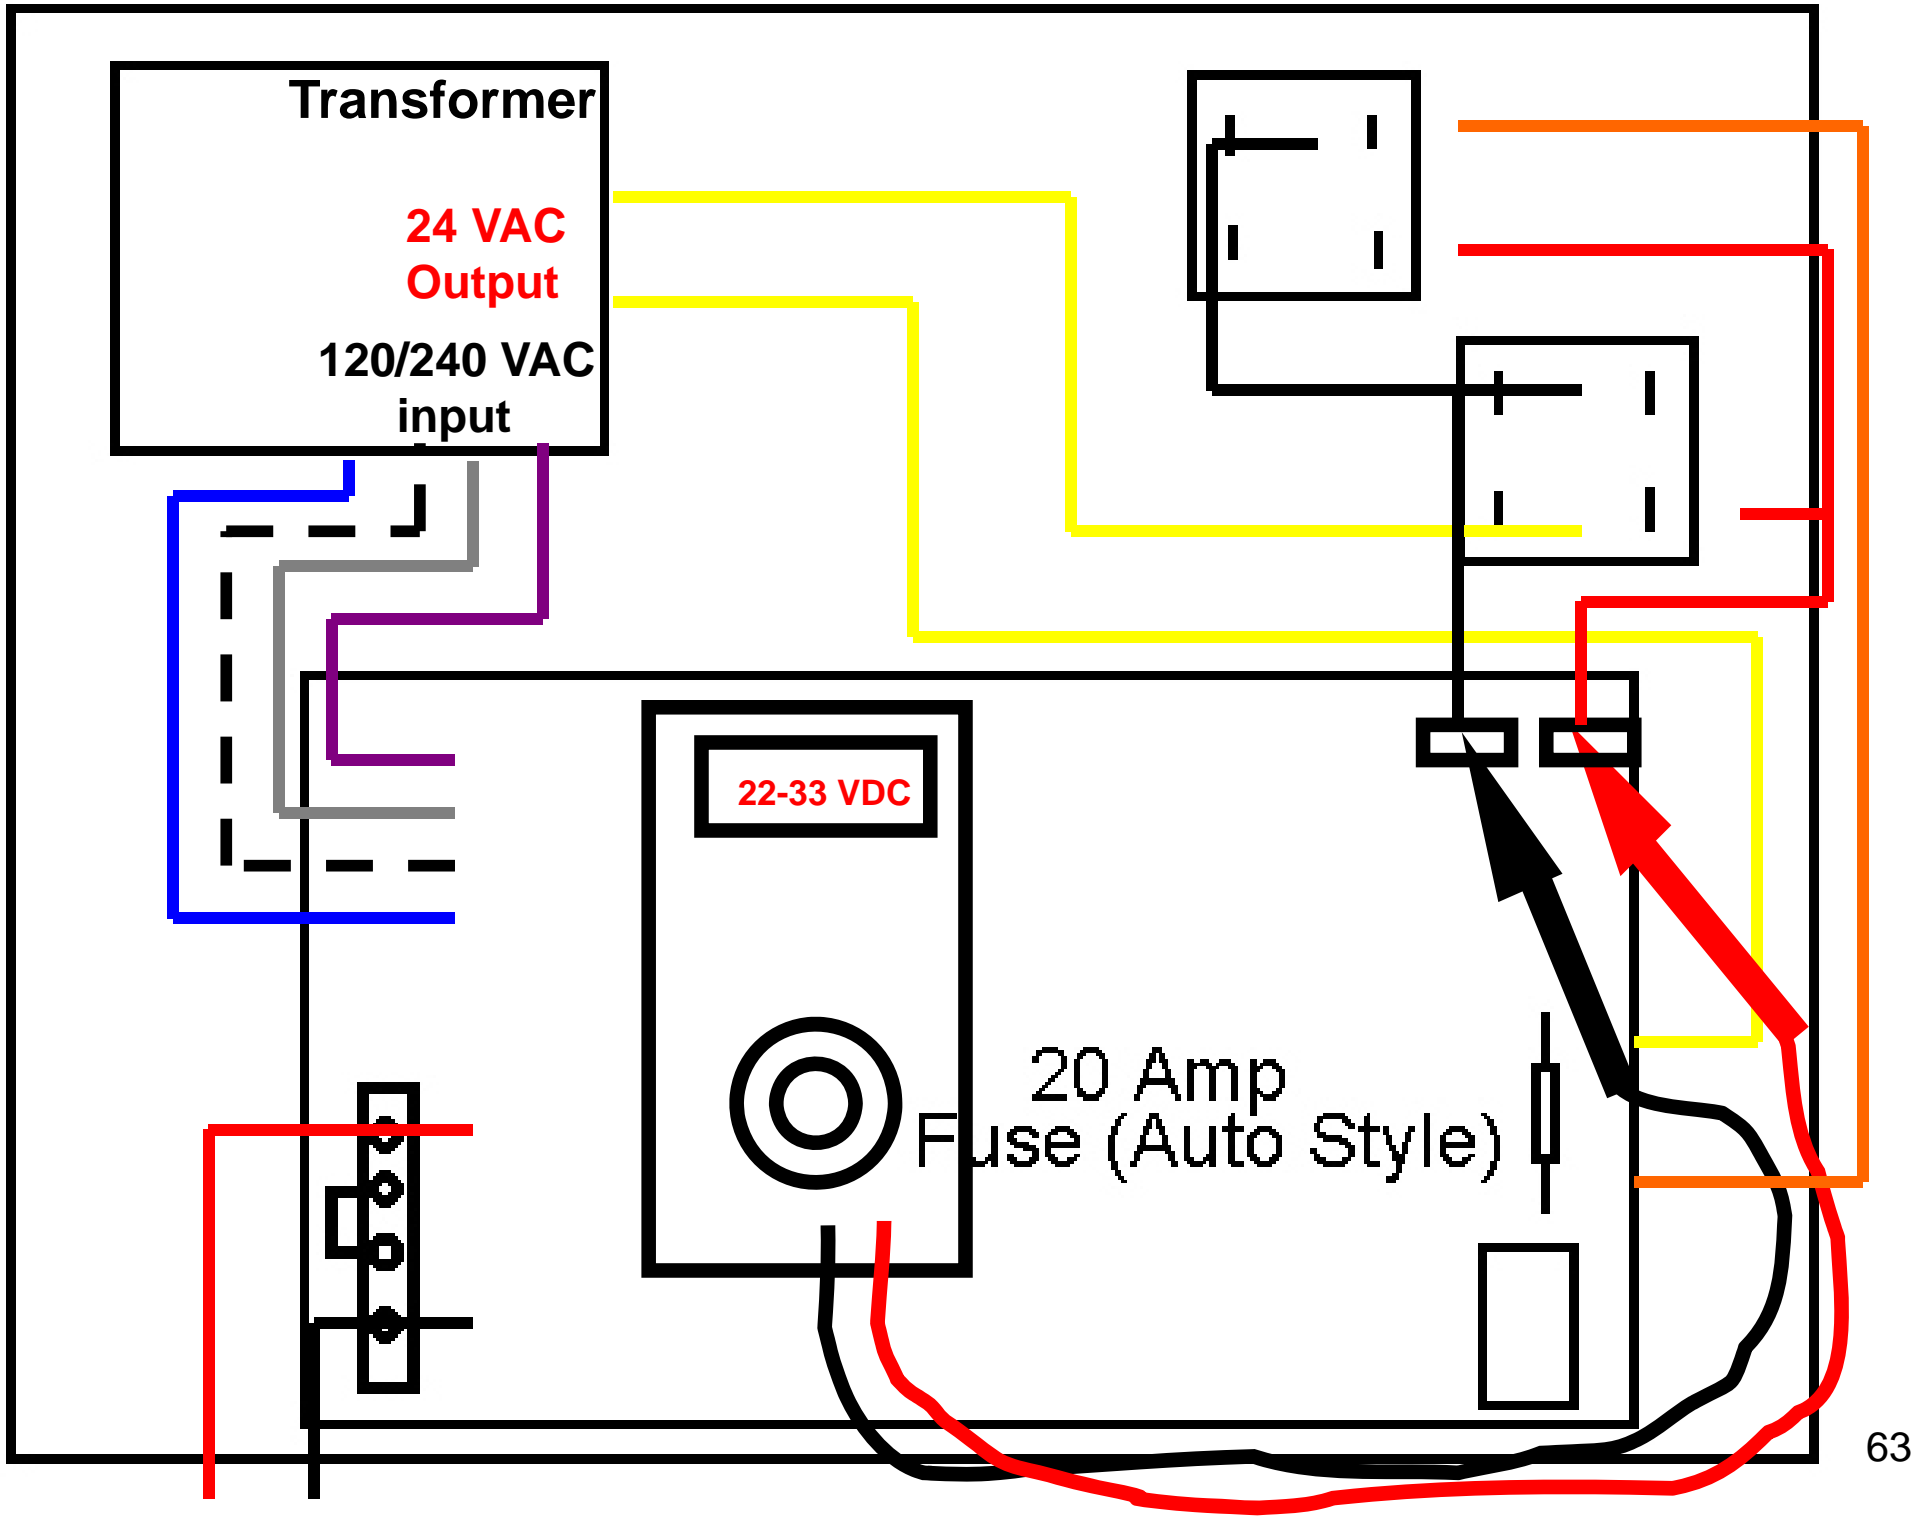 Transformer
24 VAC
Output
120/240 VAC
input
22-33 VDC
20 Amp
Fuse (Auto Style)
63